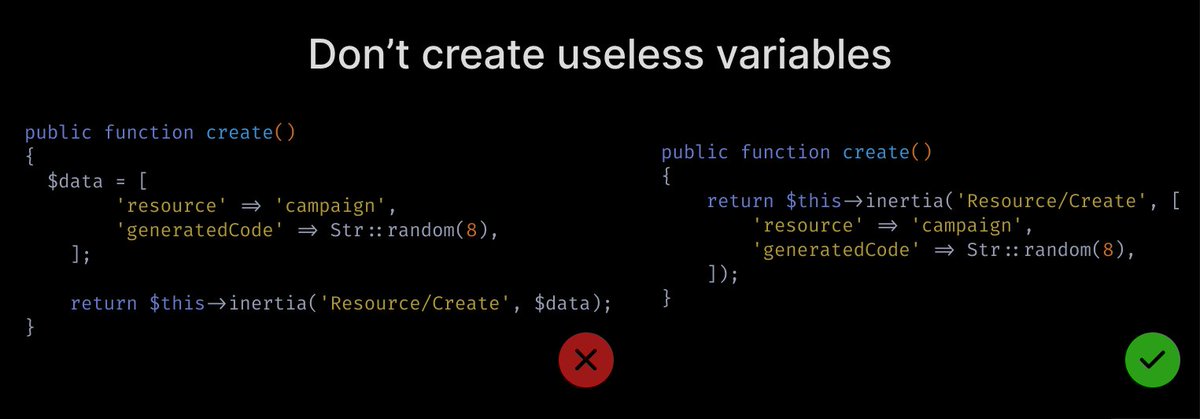 Don’t create useless variables
public function create()
{
  $data = [
        'resource' => 'campaign',
        'generatedCode' => Str::random(8),
    ];
    return $this->inertia('Resource/Create', $data);
}
public function create()
{
    return $this->inertia('Resource/Create', [
        'resource' => 'campaign',
        'generatedCode' => Str::random(8),
    ]);
}